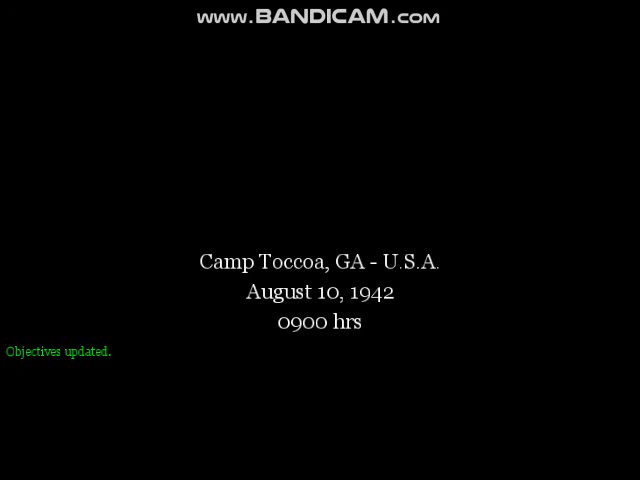 www.BANDICAM.com
Camp Toccoa, GA - U.S.A.
August 10, 1942
0900 hrs
Objectives updated.